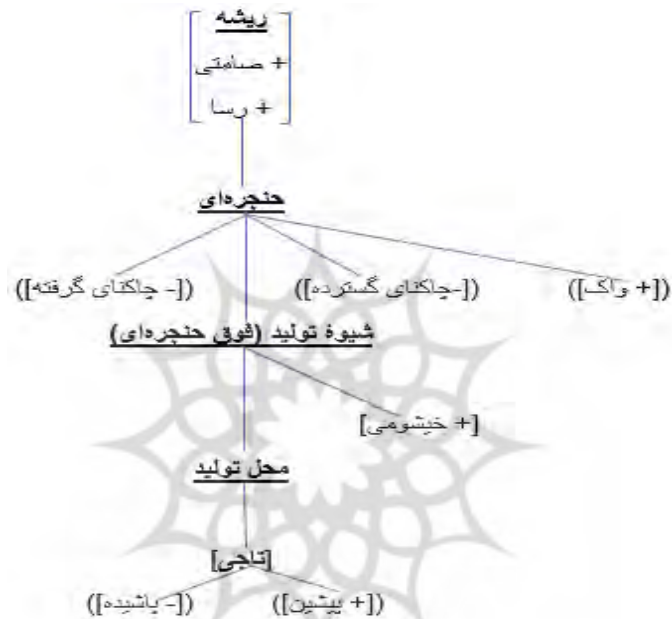 ریشه
+ صامتی
+ رسا
حنجره‌ای
([+ واک]) ([-چاکنای گسترده]) ([- چاکنای گرفته])
شیوۀ تولید (فوق حنجره‌ای)
[+ خیشومی]
محل تولید
[تاجی]
([+ پیشین]) ([- پاشیده])